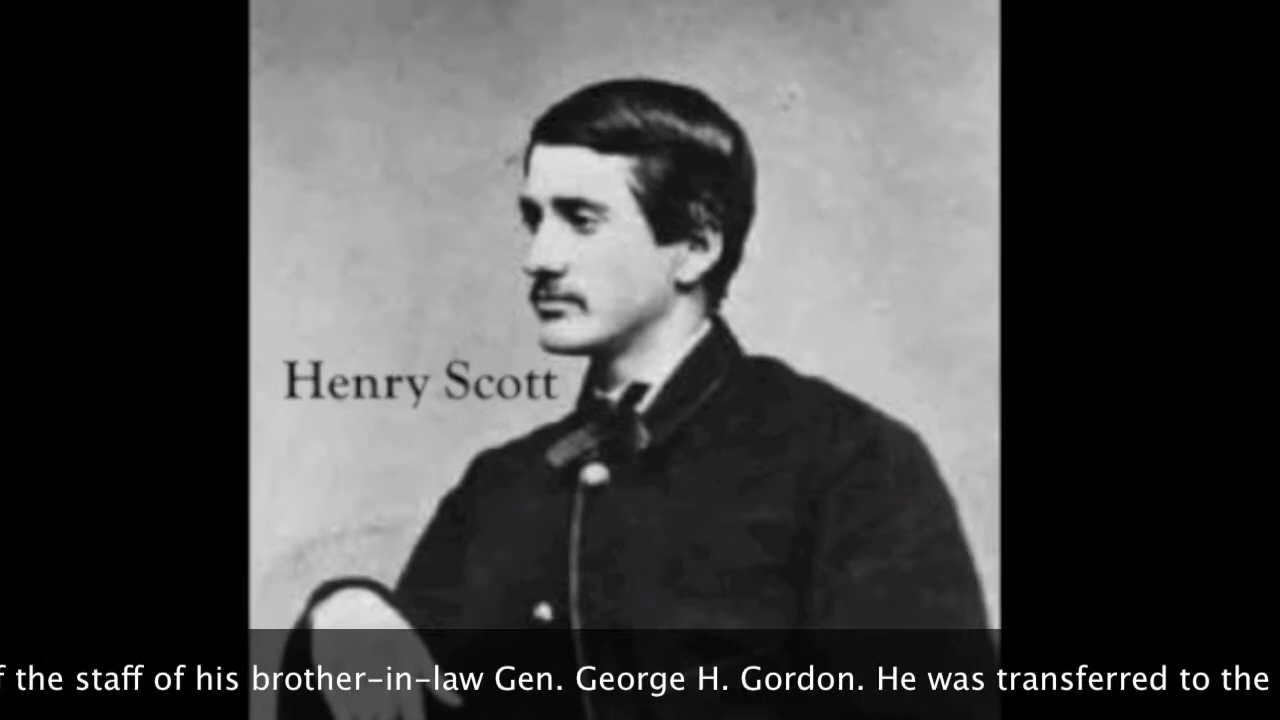 Henry Scott
the staff of his brother-in-law Gen. George H. Gordon. He was transferred to the